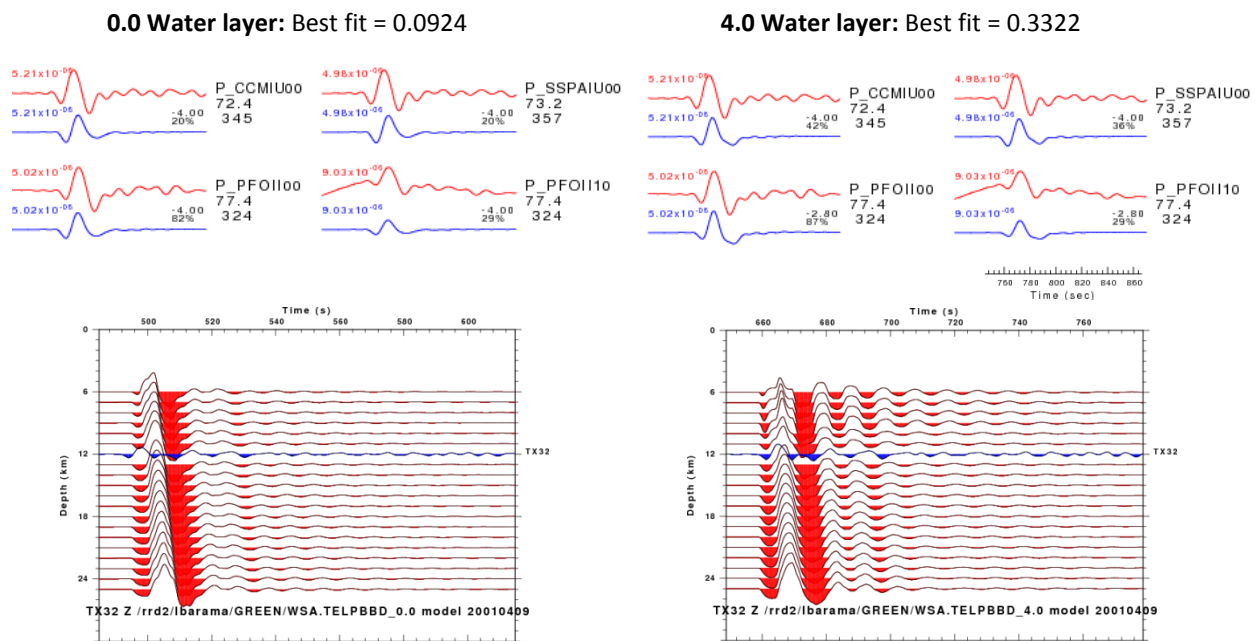 0.0 Water layer: Best fit = 0.0924
4.0 Water layer: Best fit = 0.3322
5.21x10-06
5.21x10-06
P_CCMIU00
72.4
345
-4.00
20%
4.98x10-06
4.98x10-06
P_SSPAIU00
73.2
357
-4.00
20%
5.02x10-06
5.02x10-06
P_PFOII00
77.4
324
-4.00
82%
9.03x10-06
9.03x10-06
P_PFOII10
77.4
324
-4.00
29%
5.21x10-06
5.21x10-06
P_CCMIU00
72.4
345
-4.00
42%
4.98x10-06
4.98x10-06
P_SSPAIU00
73.2
357
-4.00
36%
5.02x10-06
5.02x10-06
P_PFOII00
77.4
324
-2.80
87%
9.03x10-06
9.03x10-06
P_PFOII10
77.4
324
-2.80
29%
760 780 800 820 840 860
Time (sec)
Time (s)
500 520 540 560 580 600
0
6
12
18
24
Depth (km)
TX32
TX32 Z /rrd2/lbarama/GREEN/WSA.TELPBBD_0.0 model 20010409
Time (s)
660 680 700 720 740 760
0
6
12
18
24
Depth (km)
TX32
TX32 Z /rrd2/lbarama/GREEN/WSA.TELPBBD_4.0 model 20010409